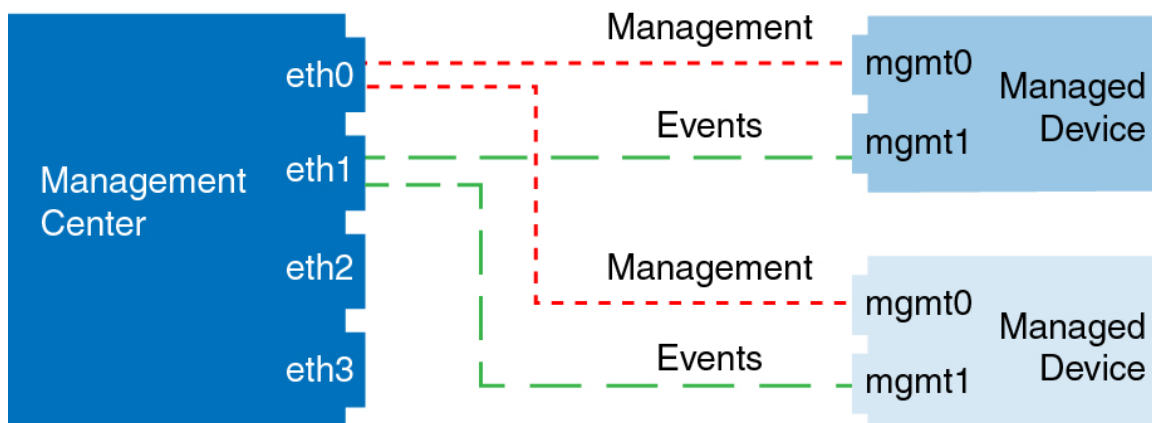 Management
Center
eth0
eth1
eth2
eth3
Management
Events
Management
Events
mgmt0
mgmt1
Managed
Device
mgmt0
mgmt1
Managed
Device